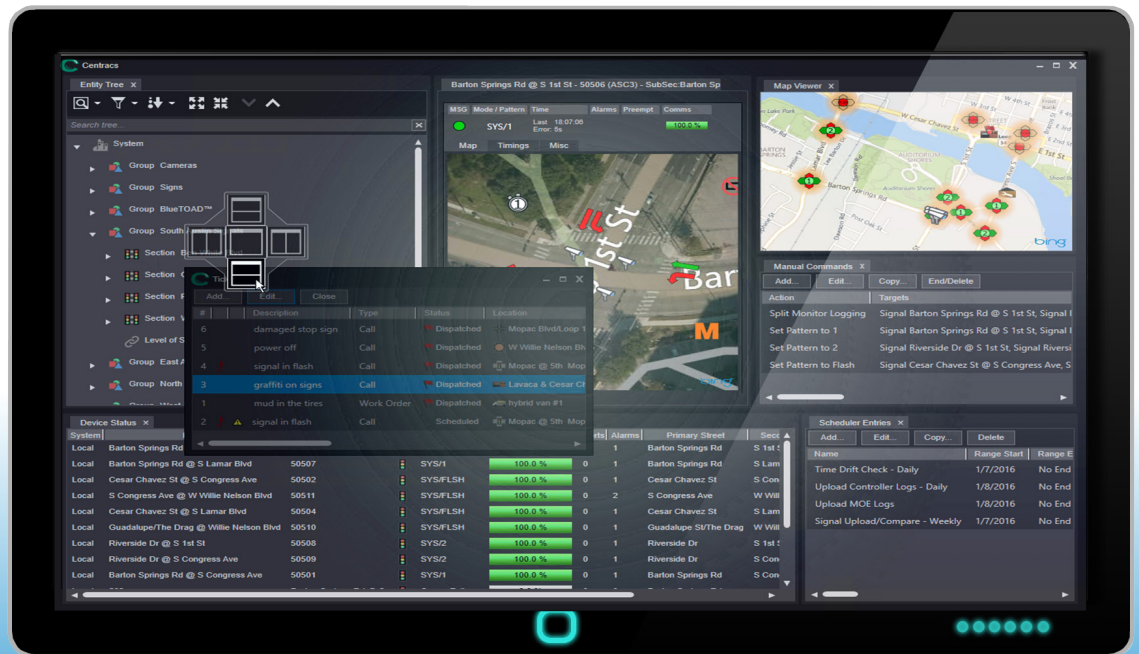 Centracs
Entity Tree x
Search tree...
System
Group Cameras
Group Signs
Group BlueTOAD™
Group South
Section
Section
Section
Section
Level of S
Group East A
Group North
Barton Springs Rd @ S 1st St - 50506 (ASC3) - SubSec:Barton Sp
MSG Mode / Pattern Time Alarms Preempt Comms
SYS/1 Last 18:07:06 100.0 %
Error: 5s
Map Timings Misc
1
1st St
Bar
M
Map Viewer x
W Cesar Chavez St
Barton Springs Rd
Auditorium Shores
AUDITORIUM SHORES
E 1st St
bing
Manual Commands x
Add... Edit... Copy... End/Delete
Action Targets
Split Monitor Logging Signal Barton Springs Rd @ S 1st St, Signal
Set Pattern to 1 Signal Barton Springs Rd @ S 1st St, Signal
Set Pattern to 2 Signal Riverside Dr @ S 1st St, Signal Riversi
Set Pattern to Flash Signal Cesar Chavez St @ S Congress Ave, S
Add... Edit... Close
# Description Type Status Location
6 damaged stop sign Call Dispatched Mopac Blvd/Loop 1
5 power off Call Dispatched W Willie Nelson Bh
4 signal in flash Call Dispatched Mopac @ 5th Mop
3 graffiti on signs Call Dispatched Lavaca & Cesar Ch
1 mud in the tires Work Order Dispatched hybrid van #1
2 signal in flash Call Scheduled Mopac @ 5th Mop
Device Status x
System Alarms Primary Street Seco
Local Barton Springs Rd 1 Barton Springs Rd S 1st S
Local Barton Springs Rd @ S Lamar Blvd 50507 SYS/1 100.0 % 0 1 Barton Springs Rd S Lam
Local Cesar Chavez St @ S Congress Ave 50502 SYS/FLSH 100.0 % 0 1 Cesar Chavez St S Con
Local S Congress Ave @ W Willie Nelson Blvd 50511 SYS/FLSH 100.0 % 0 2 S Congress Ave W Will
Local Cesar Chavez St @ S Lamar Blvd 50504 SYS/FLSH 100.0 % 0 1 Cesar Chavez St S Lam
Local Guadalupe/The Drag @ Willie Nelson Blvd 50510 SYS/FLSH 100.0 % 0 1 Guadalupe St/The Drag W Will
Local Riverside Dr @ S 1st St 50508 SYS/2 100.0 % 0 1 Riverside Dr S 1st S
Local Riverside Dr @ S Congress Ave 50509 SYS/2 100.0 % 0 1 Riverside Dr S Con
Local Barton Springs Rd @ S Congress Ave 50501 SYS/1 100.0 % 0 1 Barton Springs Rd S Con
Scheduler Entries x
Add... Edit... Copy... Delete
Name Range Start Range E
Time Drift Check - Daily 1/7/2016 No End
Upload Controller Logs - Daily 1/8/2016 No End
Upload MOE Logs 1/8/2016 No End
Signal Upload/Compare - Weekly 1/7/2016 No End